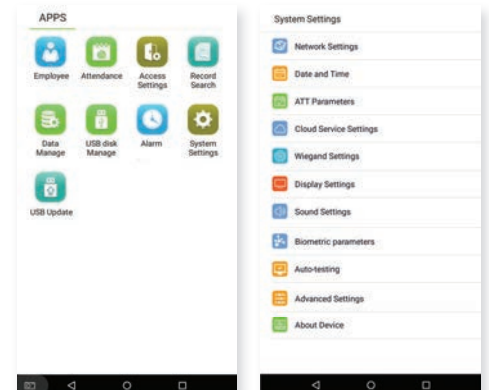 APPS
Employee
Attendance
Access
Settings
Record
Search
Data
Manage
USB disk
Manage
Alarm
System
Settings
USB Update
System Settings
Network Settings
Date and Time
ATT Parameters
Cloud Service Settings
Wiegand Settings
Display Settings
Sound Settings
Biometric parameters
Auto-testing
Advanced Settings
About Device